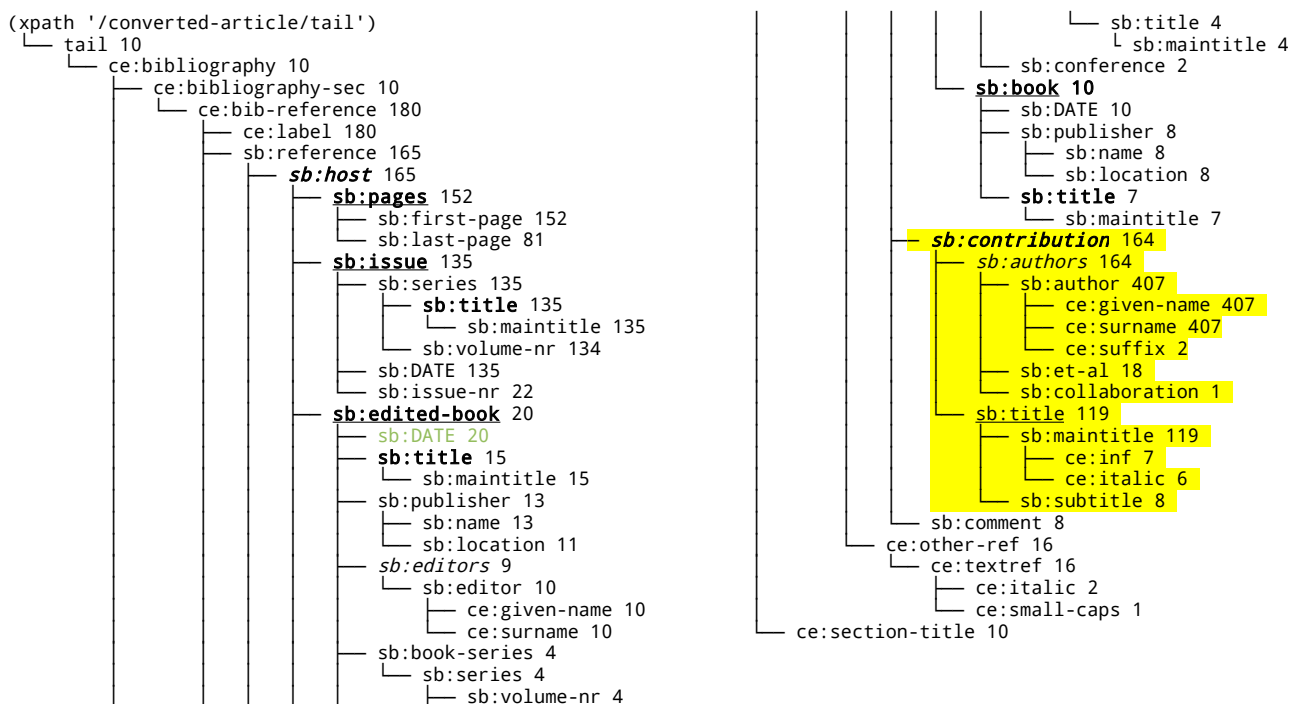 (xpath '/converted-article/tail')
└── tail 10
└── ce:bibliography 10
├── ce:bibliography-sec 10
└── ce:bib-reference 180
├── ce:label 180
├── sb:reference 165
├── sb:host 165
├── sb:pages 152
├── sb:first-page 152
└── sb:last-page 81
├── sb:issue 135
├── sb:series 135
├── sb:title 135
└── sb:maintitle 135
└── sb:volume-nr 134
├── sb:DATE 135
└── sb:issue-nr 22
├── sb:edited-book 20
├── sb:DATE 20
├── sb:title 15
└── sb:maintitle 15
├── sb:publisher 13
├── sb:name 13
└── sb:location 11
├── sb:editors 9
└── sb:editor 10
├── ce:given-name 10
└── ce:surname 10
├── sb:book-series 4
└── sb:series 4
├── sb:volume-nr 4
└── sb:title 4
└ sb:maintitle 4
└── sb:conference 2
└── sb:book 10
├── sb:DATE 10
├── sb:publisher 8
├── sb:name 8
└── sb:location 8
└── sb:title 7
└── sb:maintitle 7
├── sb:contribution 164
├── sb:authors 164
├── sb:author 407
├── ce:given-name 407
├── ce:surname 407
└── ce:suffix 2
├── sb:et-al 18
└── sb:collaboration 1
└── sb:title 119
├── sb:maintitle 119
├── ce:inf 7
└── ce:italic 6
└── sb:subtitle 8
└── sb:comment 8
└── ce:other-ref 16
└── ce:textref 16
├── ce:italic 2
└── ce:small-caps 1
└── ce:section-title 10